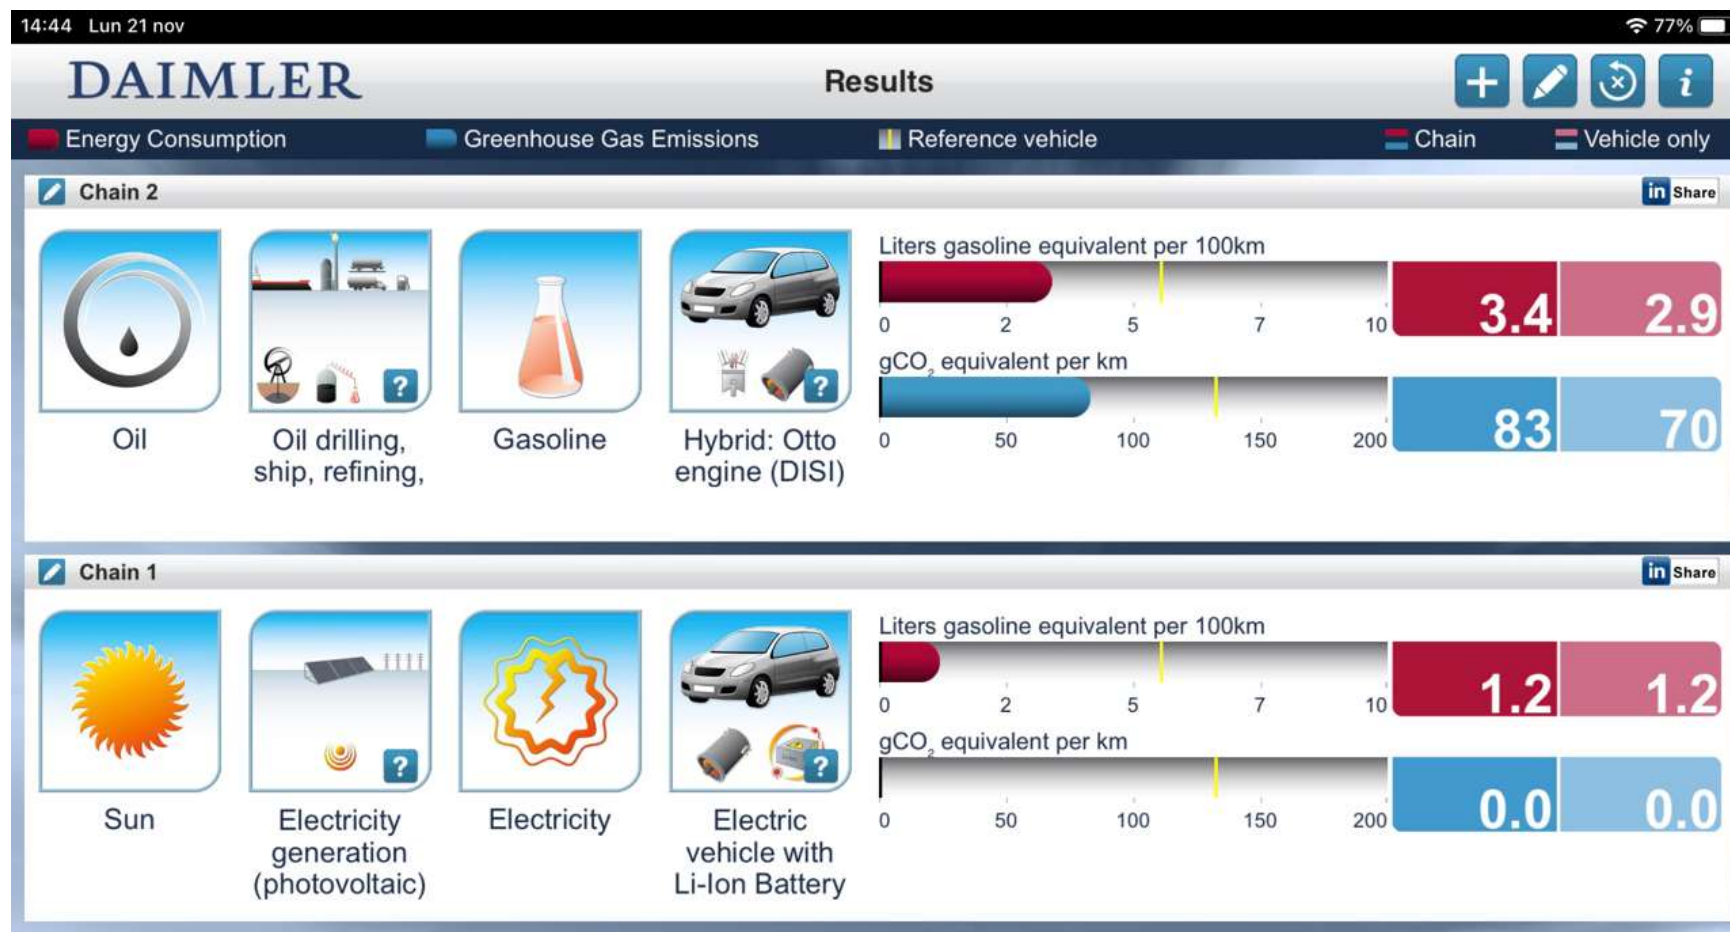 14:44 Lun 21 nov
77%
DAIMLER
Results
i
Energy Consumption
Greenhouse Gas Emissions
Reference vehicle
Chain
Vehicle only
Chain 2
in Share
Oil
?
Oil drilling,
ship, refining,
Gasoline
?
Hybrid: Otto
engine (DISI)
Liters gasoline equivalent per 100km
0 2 5 7 10
3.4
2.9
gCO₂ equivalent per km
0 50 100 150 200
83
70
Chain 1
in Share
Sun
?
Electricity
generation
(photovoltaic)
Electricity
?
Electric
vehicle with
Li-Ion Battery
Liters gasoline equivalent per 100km
0 2 5 7 10
1.2
1.2
gCO₂ equivalent per km
0 50 100 150 200
0.0
0.0